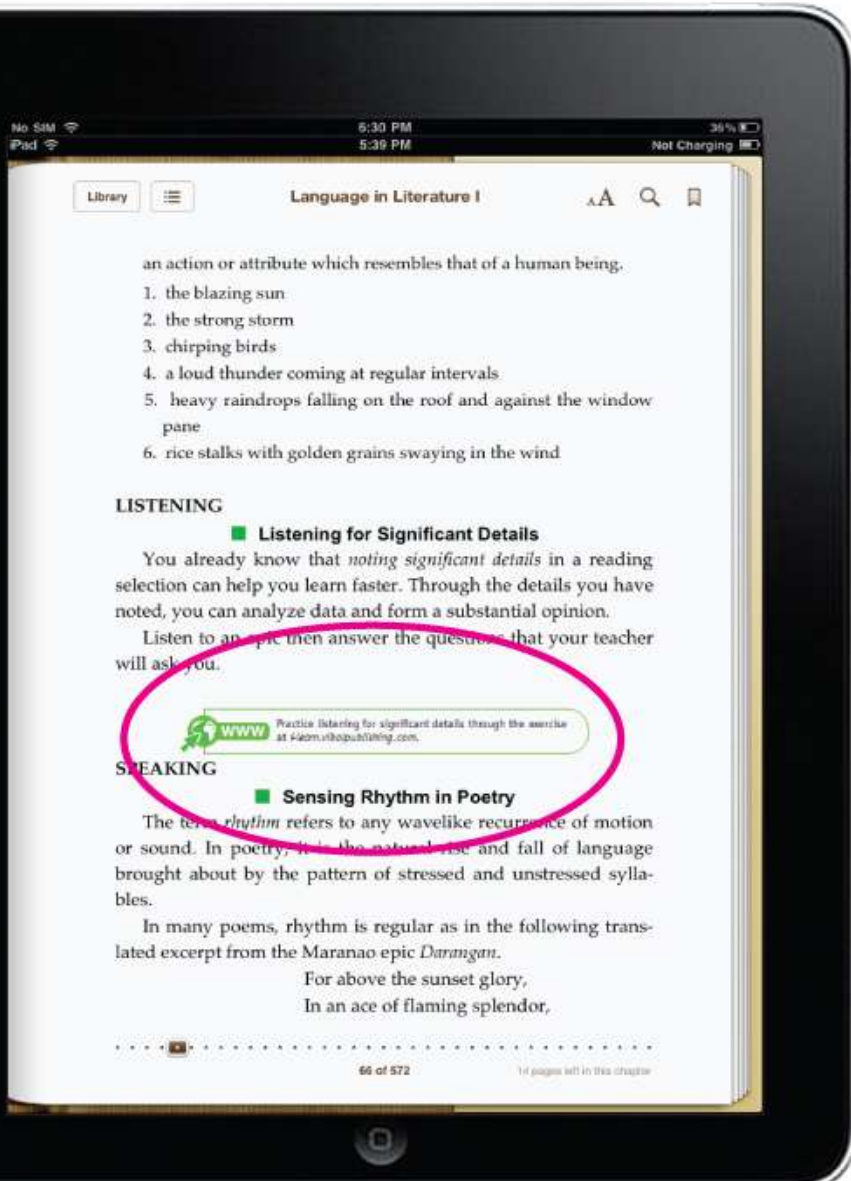 No SIM 6:30 PM 36%
iPad 5:39 PM Not Charging
Library Language in Literature I AA
an action or attribute which resembles that of a human being.
1. the blazing sun
2. the strong storm
3. chirping birds
4. a loud thunder coming at regular intervals
5. heavy raindrops falling on the roof and against the window
pane
6. rice stalks with golden grains swaying in the wind
LISTENING
Listening for Significant Details
You already know that noting significant details in a reading
selection can help you learn faster. Through the details you have
noted, you can analyze data and form a substantial opinion.
Listen to an epic then answer the questions that your teacher
will ask you.
www Practice listening for significant details through the exercise
at
SPEAKING
Sensing Rhythm in Poetry
The term rhythm refers to any wavelike recurrence of motion
or sound. In poetry, it is the natural rise and fall of language
brought about by the pattern of stressed and unstressed sylla-
bles.
In many poems, rhythm is regular as in the following trans-
lated excerpt from the Maranao epic Darangan.
For above the sunset glory,
In an ace of flaming splendor,
66 of 572 14 pages left in this chapter